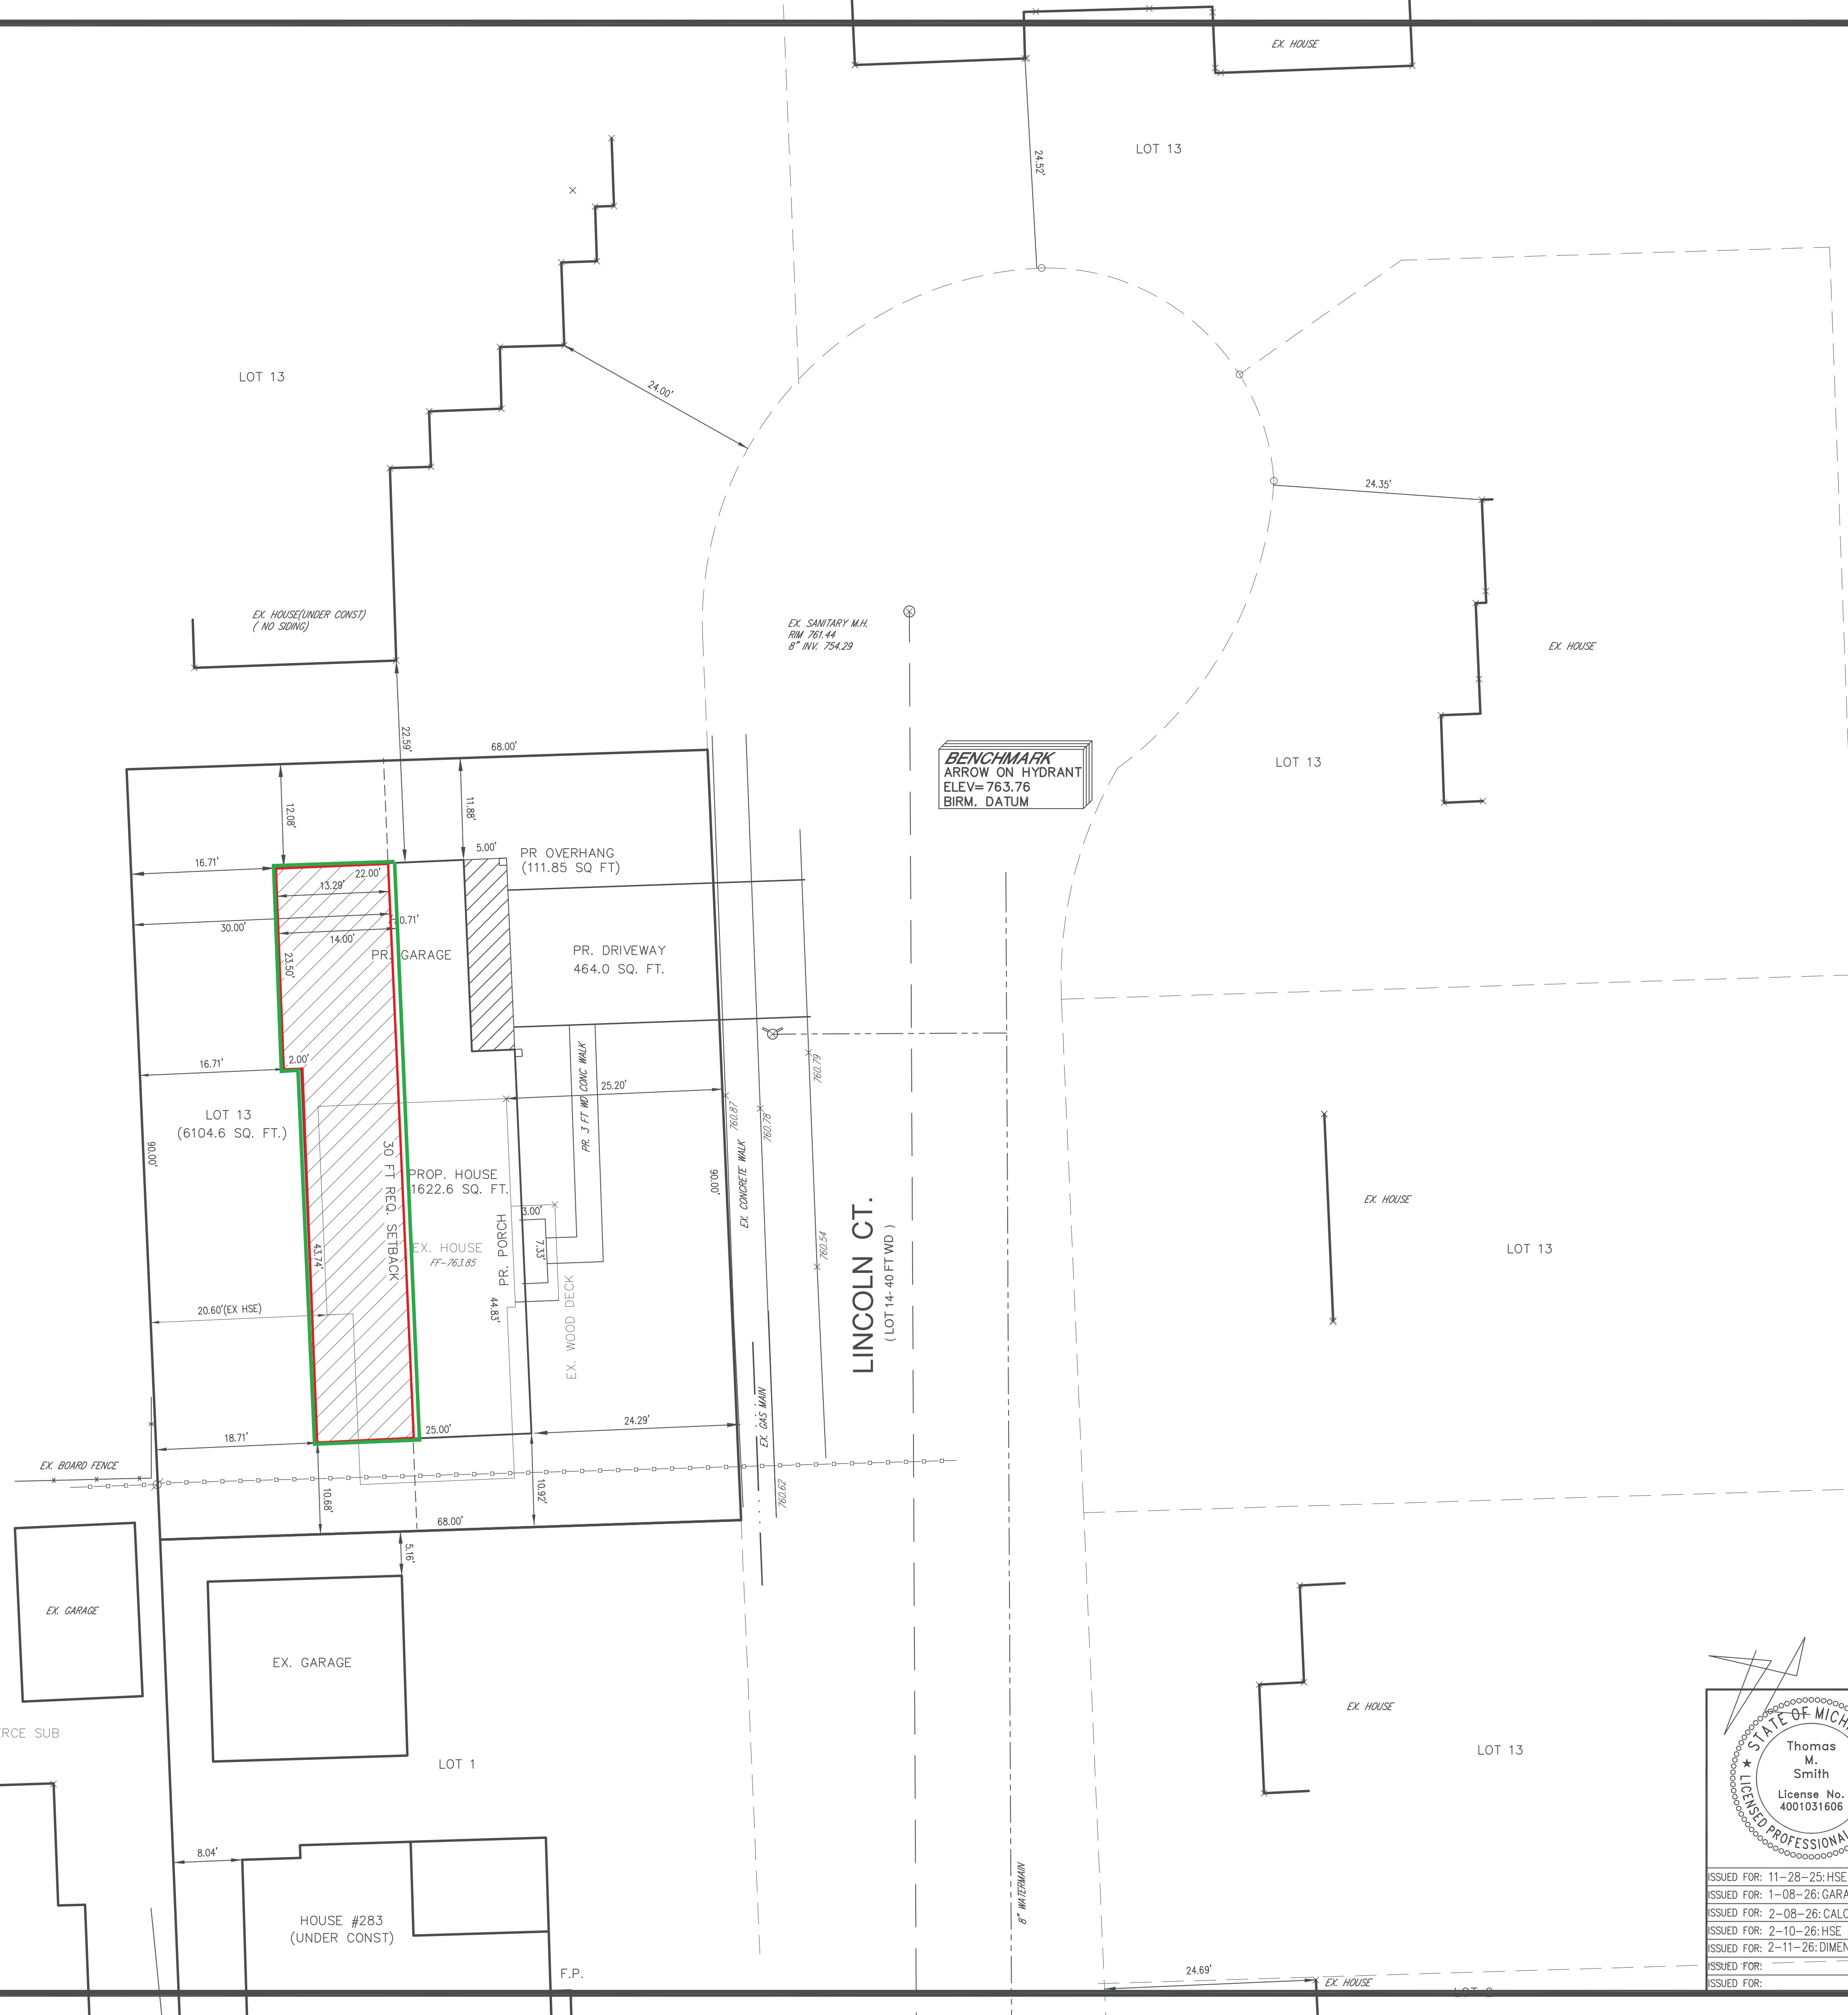 EX. HOUSE
LOT 13
24.52'
LOT 13
24.00'
24.35'
EX. HOUSE(UNDER CONST)
( NO SIDING)
EX. SANITARY M.H.
RIM 761.44
8" INV. 754.29
EX. HOUSE
22.59'
68.00'
BENCHMARK
ARROW ON HYDRANT
ELEV=763.76
BIRM. DATUM
LOT 13
12.08'
11.88'
16.71'
5.00'
PR OVERHANG
(111.85 SQ FT)
22.00'
13.29'
30.00'
0.71'
14.00'
23.50'
PR. GARAGE
PR. DRIVEWAY
464.0 SQ. FT.
16.71'
2.00'
PR. 3 FT WD CONC WALK
25.20'
760.79
760.87
760.78
LOT 13
(6104.6 SQ. FT.)
90.00'
30 FT REQ. SETBACK
PROP. HOUSE
1622.6 SQ. FT.
90.00'
EX. CONCRETE WALK
EX. HOUSE
FF-763.85
PR. PORCH
3.00'
7.33'
43.74'
44.83'
EX. WOOD DECK
760.54
LINCOLN CT.
( LOT 14- 40 FT WD )
EX. HOUSE
LOT 13
20.60'(EX HSE)
18.71'
25.00'
24.29'
EX. GAS MAIN
EX. BOARD FENCE
10.68'
10.92'
760.62
68.00'
5.16'
EX. GARAGE
EX. GARAGE
EX. HOUSE
LOT 13
RCE SUB
LOT 1
8.04'
HOUSE #283
(UNDER CONST)
F.P.
8" WATERMAIN
24.69'
EX. HOUSE
STATE OF MICH
Thomas
M.
Smith
License No.
4001031606
LICENSED PROFESSIONAL
ISSUED FOR: 11-28-25: HSE
ISSUED FOR: 1-08-26: GARA
ISSUED FOR: 2-08-26: CALC
ISSUED FOR: 2-10-26: HSE
ISSUED FOR: 2-11-26: DIMEN
ISSUED FOR:
ISSUED FOR: